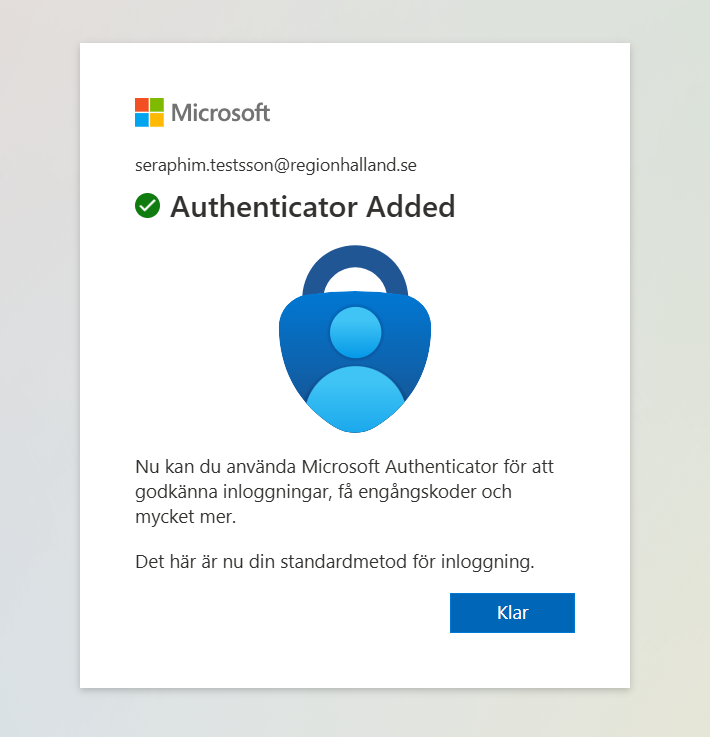 Microsoft
seraphim.testsson@regionhalland.se
Authenticator Added
Nu kan du använda Microsoft Authenticator för att
godkänna inloggningar, få engångskoder och
mycket mer.
Det här är nu din standardmetod för inloggning.
Klar